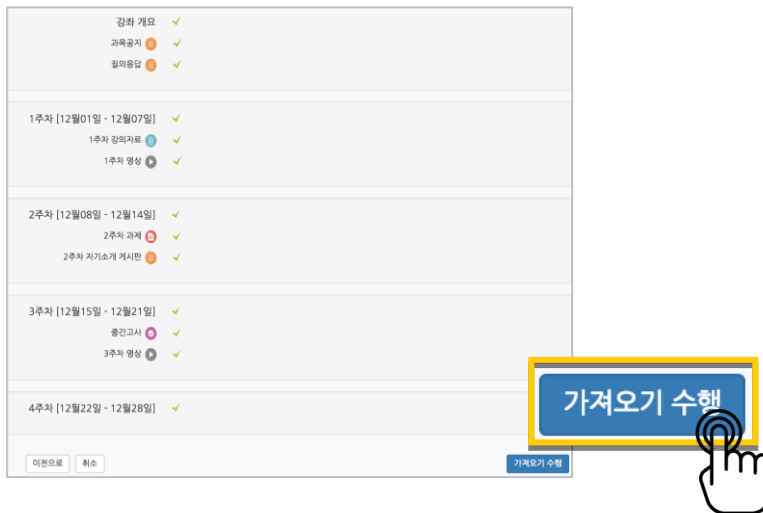 강좌 개요
과목공지
질의응답
1주차 [12월01일 - 12월07일]
1주차 강의자료
1주차 영상
2주차 [12월08일 - 12월14일]
2주차 과제
2주차 자기소개 게시판
3주차 [12월15일 - 12월21일]
중간고사
3주차 영상
4주차 [12월22일 - 12월28일]
가져오기 수행
이전으로 취소 가져오기 수행